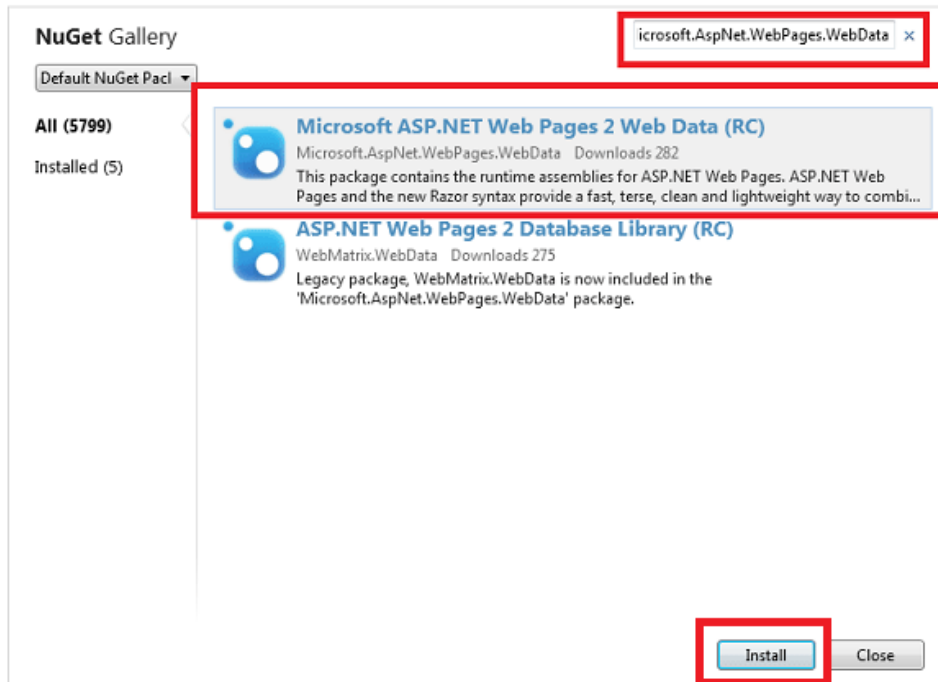 NuGet Gallery
icrosoft.AspNet.WebPages.WebData ×
Default NuGet Pacl
All (5799)
Installed (5)
Microsoft ASP.NET Web Pages 2 Web Data (RC)
Microsoft.AspNet.WebPages.WebData Downloads 282
This package contains the runtime assemblies for ASP.NET Web Pages. ASP.NET Web
Pages and the new Razor syntax provide a fast, terse, clean and lightweight way to combi...
ASP.NET Web Pages 2 Database Library (RC)
WebMatrix.WebData Downloads 275
Legacy package, WebMatrix.WebData is now included in the
'Microsoft.AspNet.WebPages.WebData' package.
Install
Close